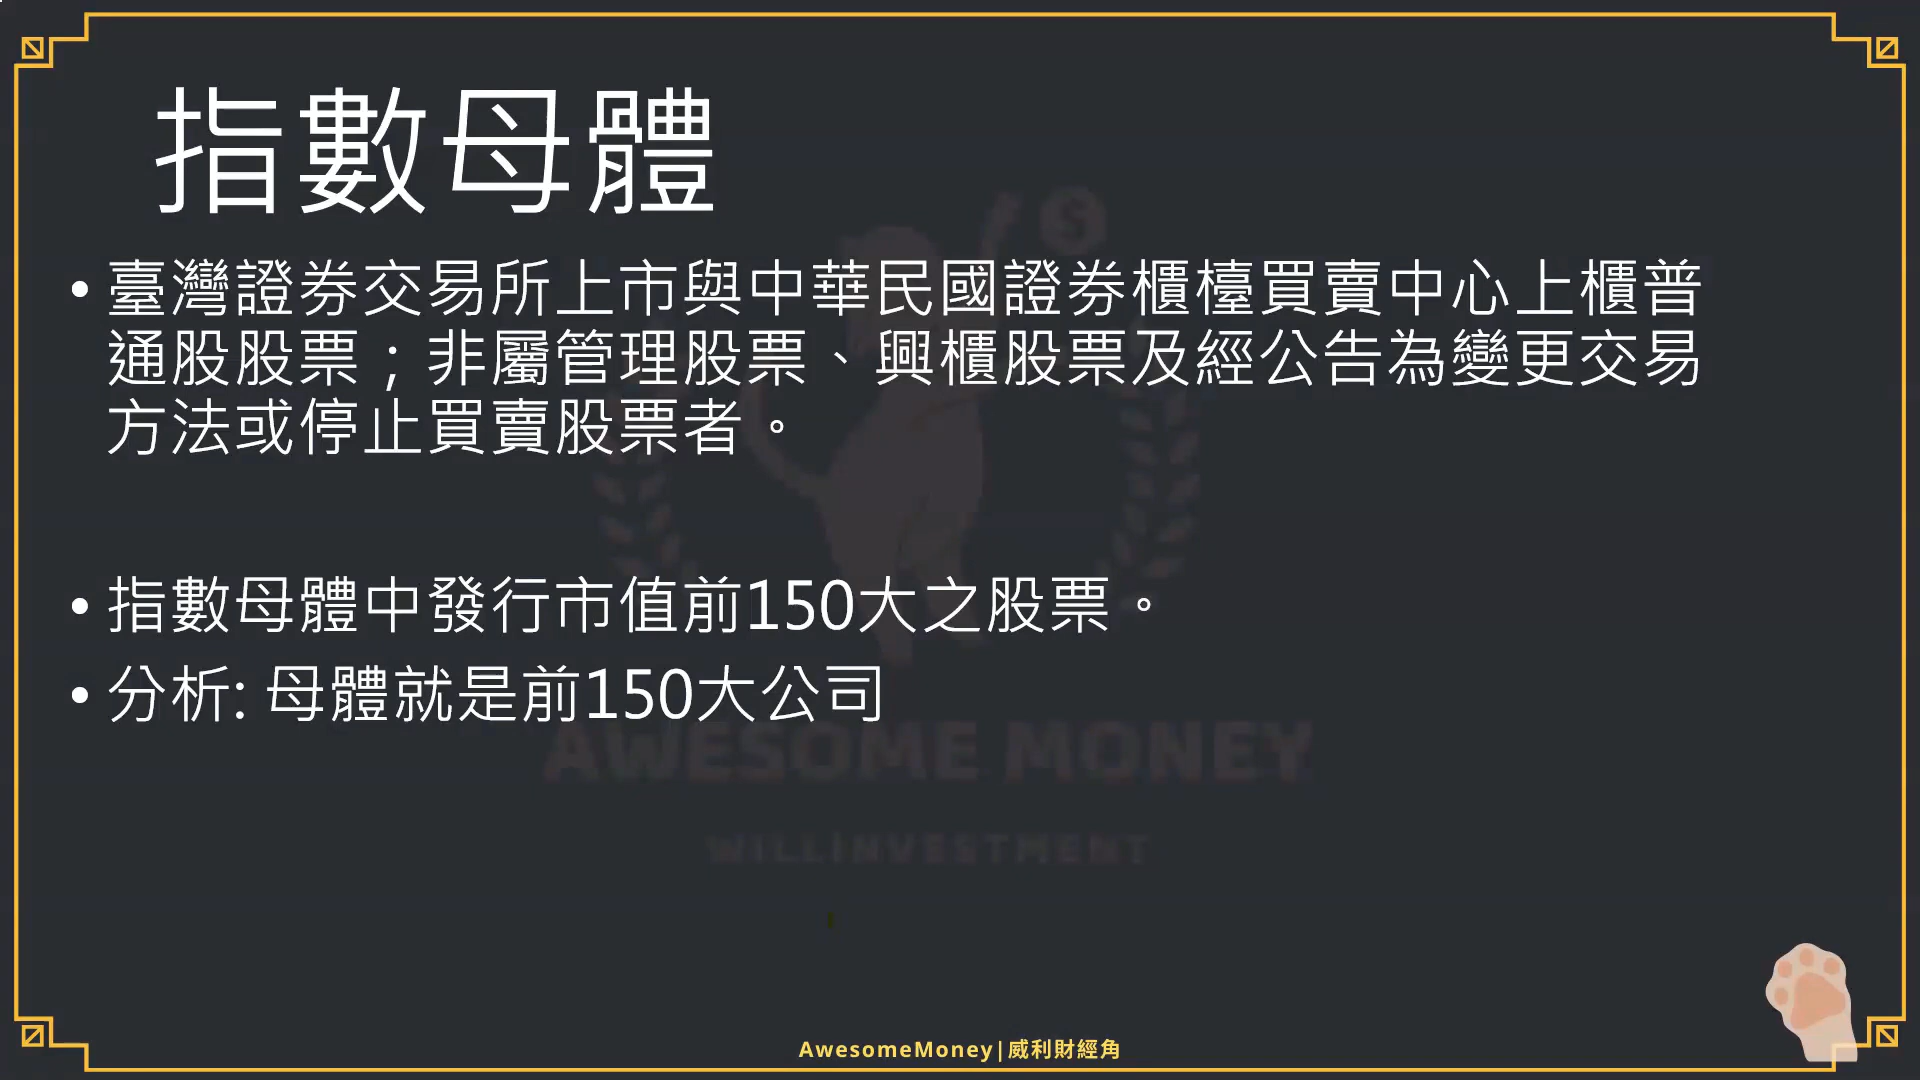 指數母體
• 臺灣證券交易所上市與中華民國證券櫃檯買賣中心上櫃普
通股股票；非屬管理股票、興櫃股票及經公告為變更交易
方法或停止買賣股票者。
• 指數母體中發行市值前150大之股票。
• 分析: 母體就是前150大公司
AWESOME MONEY
WILLINVESTMENT
AwesomeMoney|威利財經角